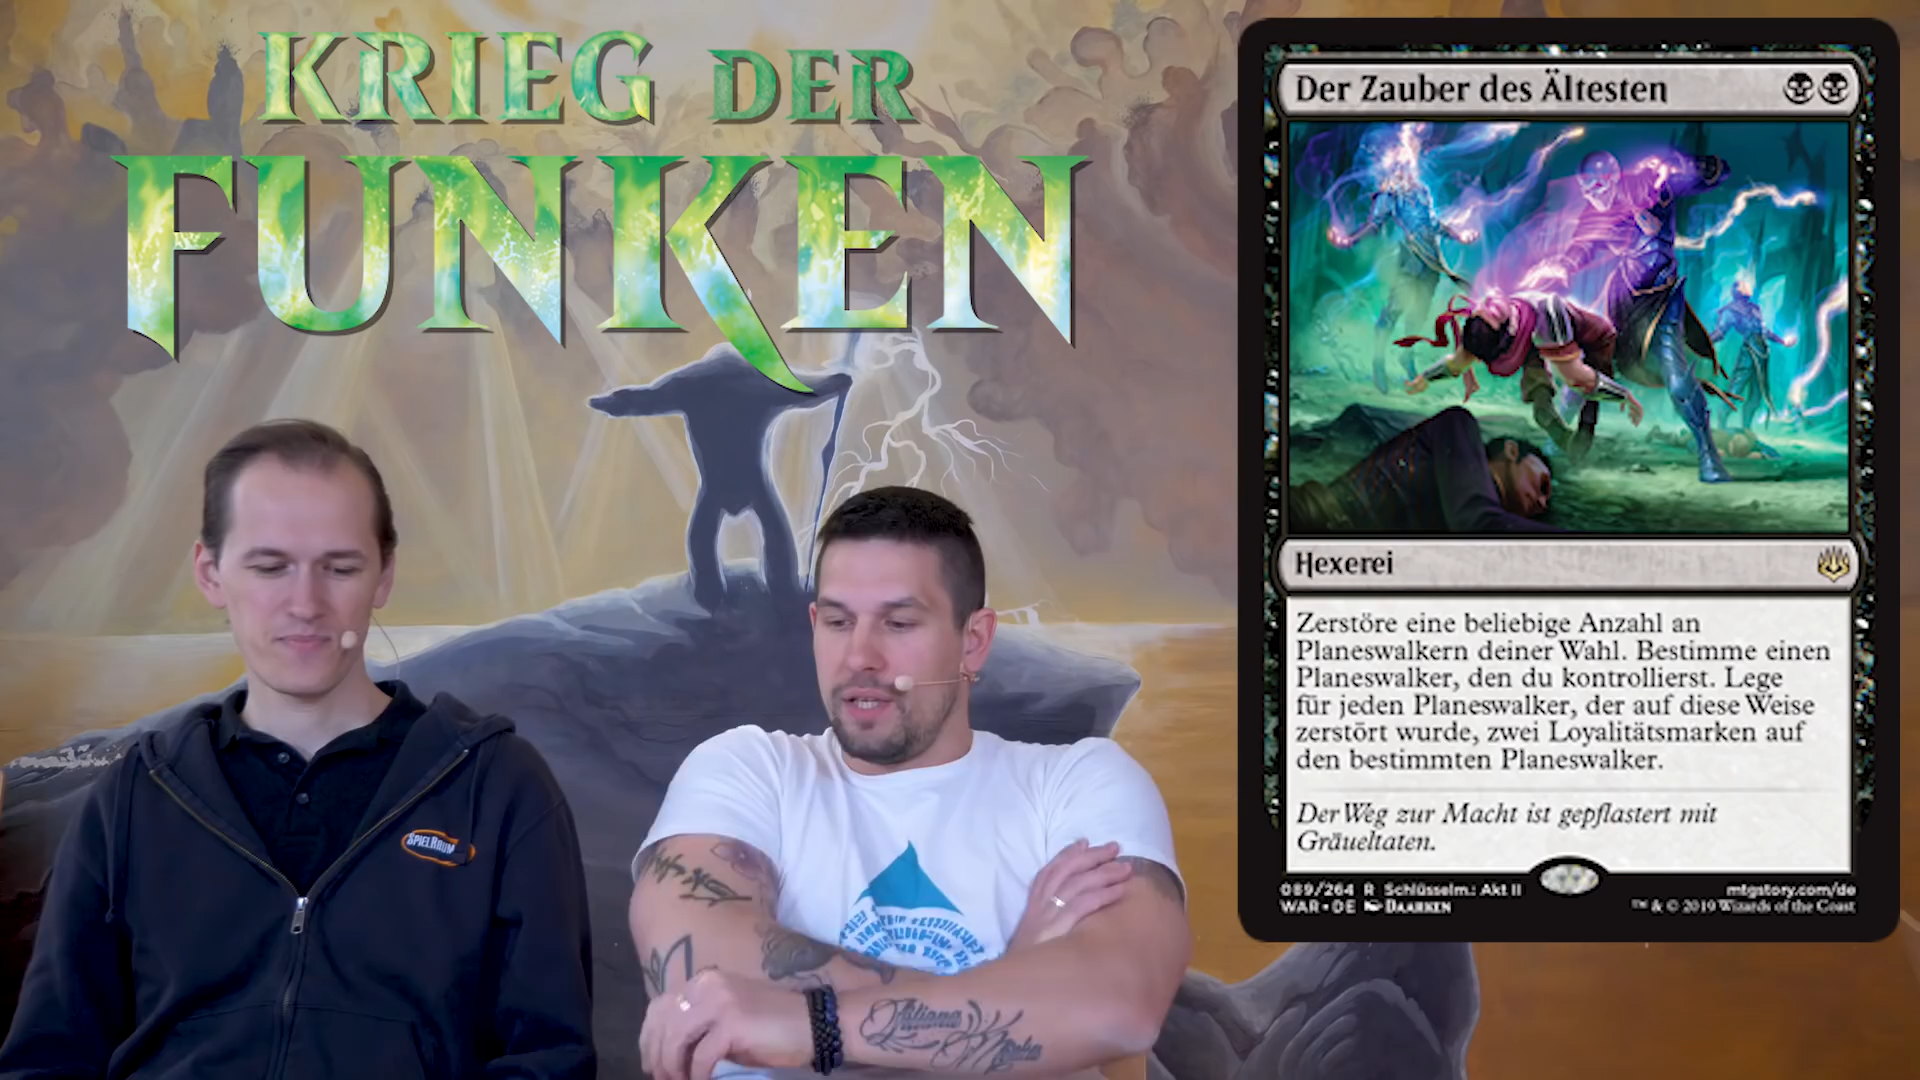 KRIEG DER
FUNKEN
Der Zauber des Ältesten
Hexerei
Zerstöre eine beliebige Anzahl an
Planeswalkern deiner Wahl. Bestimme einen
Planeswalker, den du kontrollierst. Lege
für jeden Planeswalker, der auf diese Weise
zerstört wurde, zwei Loyalitätsmarken auf
den bestimmten Planeswalker.
Der Weg zur Macht ist gepflastert mit
Gräueltaten.
089/264 R Schlüsselm.: Akt II
WAR • DE DAARKEN
mtgstory.com/de
™ & © 2019 Wizards of the Coast
SPIELRAUM